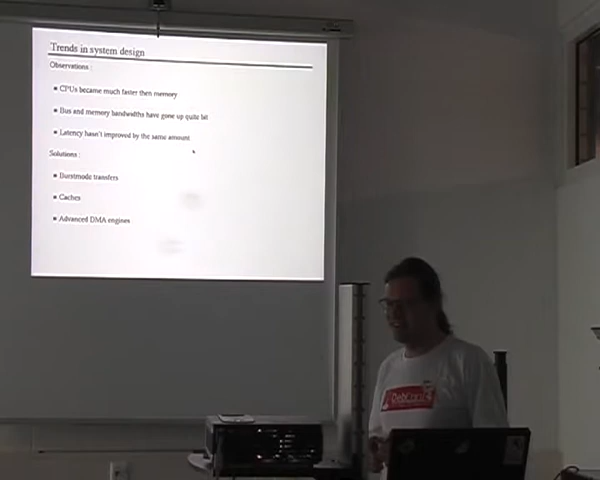 Trends in system design
Observations :
CPUs became much faster then memory
Bus and memory bandwidths have gone up quite bit
Latency hasn't improved by the same amount
Solutions :
Burstmode transfers
Caches
Advanced DMA engines
DebConf